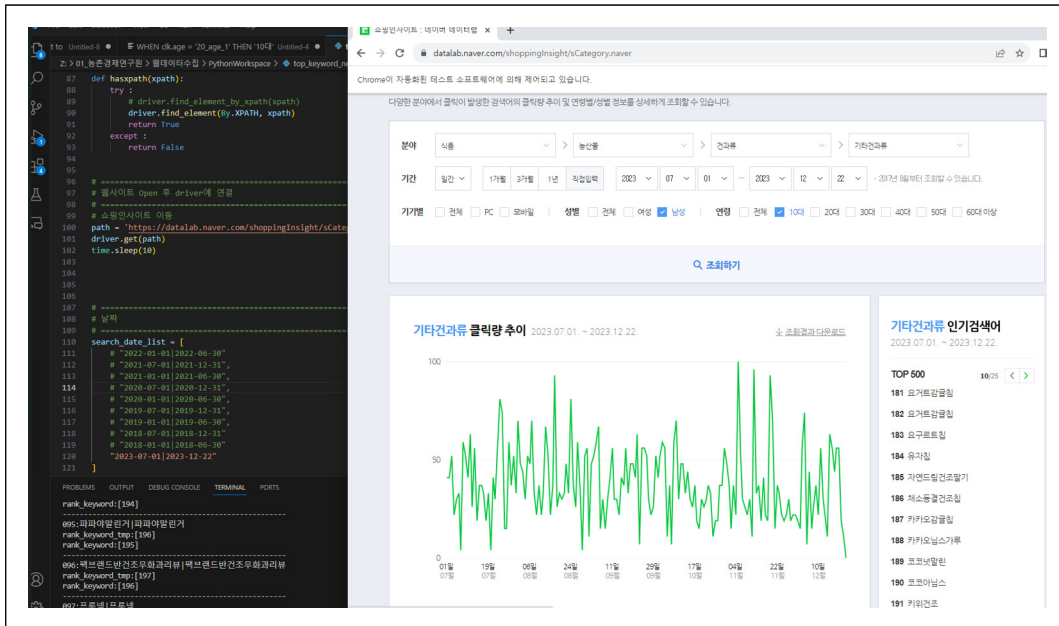 t to Untitled-8 ● WHEN clk.age = '20_age_1' THEN '10대' Untitled-4 ●
Z: > 01_농촌경제연구원 > 웹데이터수집 > PythonWorkspace > top_keyword_ne
87 def hasxpath(xpath):
88 try :
89 # driver.find_element_by_xpath(xpath)
90 driver.find_element(By.XPATH, xpath)
91 return True
92 except :
93 return False
94
95
96 # ====
97 # 웹사이트 Open 후 driver에 연결
98 # ====
99 # 쇼핑인사이트 이동
100 path = 'https://datalab.naver.com/shoppingInsight/sCateg
101 driver.get(path)
102 time.sleep(10)
103
104
105
106
107 # ====
108 # 날짜
109 # ====
110 search_date_list = [
111 # "2022-01-01|2022-06-30"
112 # "2021-07-01|2021-12-31",
113 # "2021-01-01|2021-06-30",
114 # "2020-07-01|2020-12-31",
115 # "2020-01-01|2020-06-30",
116 # "2019-07-01|2019-12-31",
117 # "2019-01-01|2019-06-30",
118 # "2018-07-01|2018-12-31"
119 # "2018-01-01|2018-06-30"
120 "2023-07-01|2023-12-22"
121 ]
PROBLEMS OUTPUT DEBUG CONSOLE TERMINAL PORTS
rank_keyword:[194]
095:파파야말린거|파파야말린거
rank_keyword_tmp:[196]
rank_keyword:[195]
096:팩브랜드반건조무화과리뷰|팩브랜드반건조무화과리뷰
rank_keyword_tmp:[197]
rank_keyword:[196]
097:프루넬|프루넬
쇼핑인사이트 : 네이버 데이터랩 × +
datalab.naver.com/shoppingInsight/sCategory.naver
Chrome이 자동화된 테스트 소프트웨어에 의해 제어되고 있습니다.
다양한 분야에서 클릭이 발생한 검색어의 클릭량 추이 및 연령별/성별 정보를 상세하게 조회할 수 있습니다.
분야 식품 > 농산물 > 건과류 > 기타건과류
기간 일간 1개월 3개월 1년 직접입력 2023 07 01 ─ 2023 12 22 · 2017년 8월부터 조회할 수 있습니다.
기기별 전체 PC 모바일 성별 전체 여성 남성 연령 전체 10대 20대 30대 40대 50대 60대 이상
조회하기
기타건과류 클릭량 추이 2023.07.01. ~ 2023.12.22.
조회결과 다운로드
100
50
0
01일 19일 06일 24일 11일 29일 17일 04일 22일 10일
07월 07월 08월 08월 09월 09월 10월 11월 11월 12월
기타건과류 인기검색어
2023.07.01. ~ 2023.12.22.
TOP 500 10/25 < >
181 요거트감귤칩
182 요거트감귤칩
183 요구르트칩
184 유자칩
185 자연드림건조딸기
186 채소동결건조칩
187 카카오감귤칩
188 카카오닙스가루
189 코코넛말린
190 코코아닙스
191 키위건조